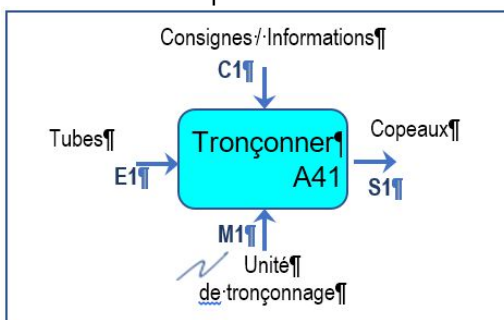 Consignes·/·Informations¶
C1¶
Tubes¶
E1¶
Tronçonner¶
A41
Copeaux¶
S1¶
M1¶
Unité¶
de·tronçonnage¶